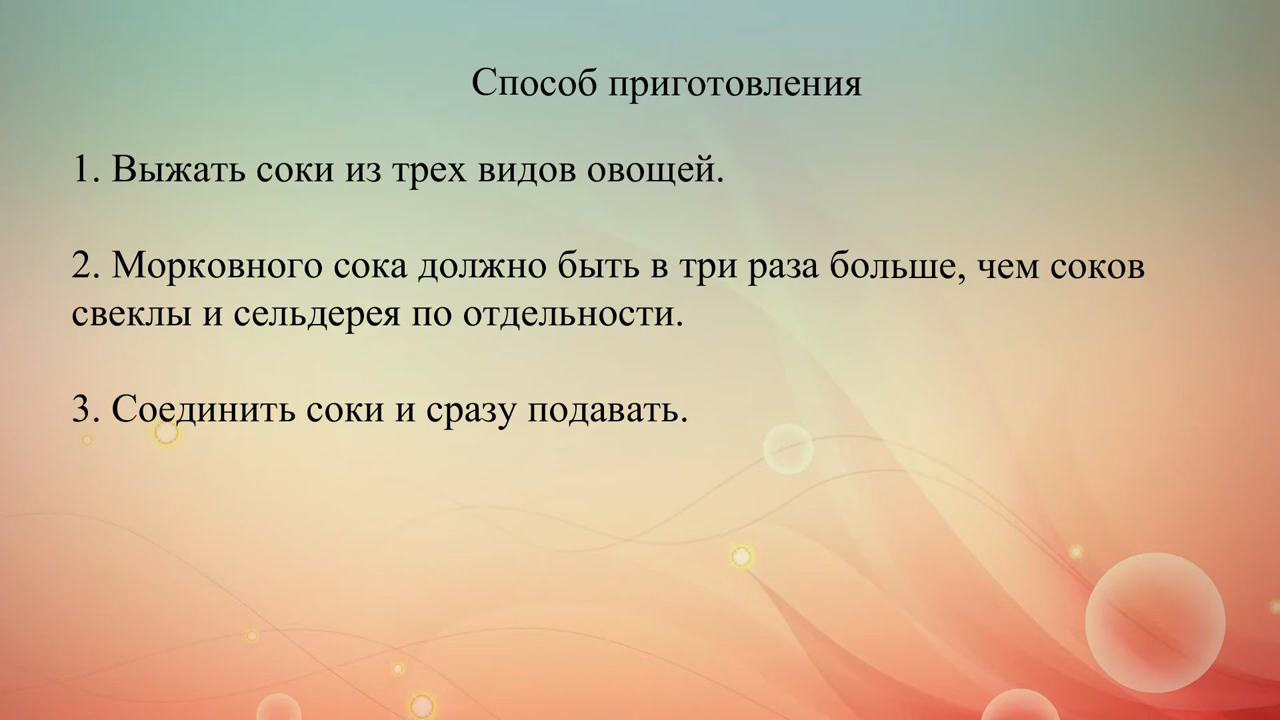 Способ приготовления
1. Выжать соки из трех видов овощей.
2. Морковного сока должно быть в три раза больше, чем соков
свеклы и сельдерея по отдельности.
3. Соединить соки и сразу подавать.